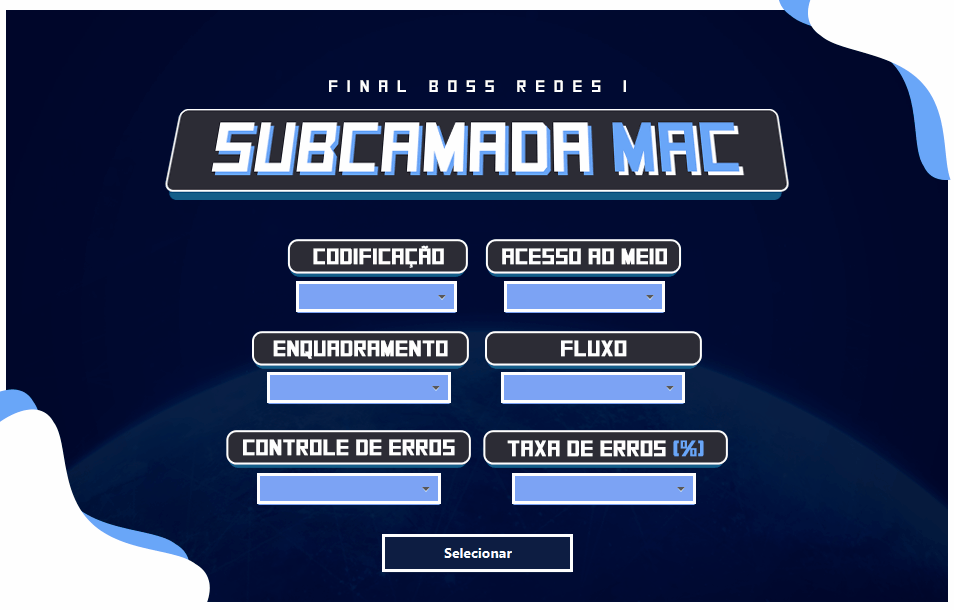 FINAL BOSS REDES I
SUBCAMADA MAC
CODIFICAÇÃO
ACESSO AO MEIO
ENQUADRAMENTO
FLUXO
CONTROLE DE ERROS
TAXA DE ERROS (%)
Selecionar